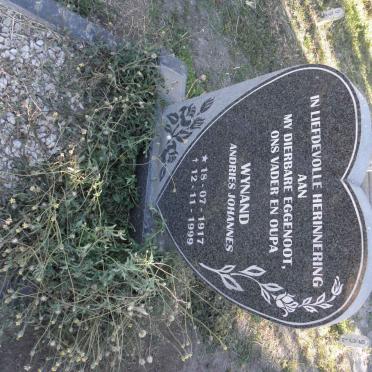 IN LIEFDEVOLLE HERINNERING
AAN
MY DIERBARE EGGENOOT,
ONS VADER EN OUPA
WYNAND
ANDRIES JOHANNES
★ 18-07-1917
† 12-11-1999